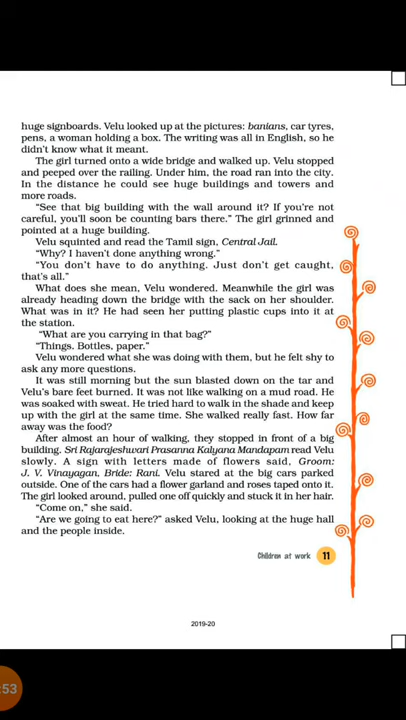 huge signboards. Velu looked up at the pictures: banians, car tyres,
pens, a woman holding a box. The writing was all in English, so he
didn't know what it meant.
The girl turned onto a wide bridge and walked up. Velu stopped
and peeped over the railing. Under him, the road ran into the city.
In the distance he could see huge buildings and towers and
more roads.
“See that big building with the wall around it? If you're not
careful, you'll soon be counting bars there.” The girl grinned and
pointed at a huge building.
Velu squinted and read the Tamil sign, Central Jail.
“Why? I haven't done anything wrong.”
“You don't have to do anything. Just don't get caught,
that's all.”
What does she mean, Velu wondered. Meanwhile the girl was
already heading down the bridge with the sack on her shoulder.
What was in it? He had seen her putting plastic cups into it at
the station.
“What are you carrying in that bag?”
“Things. Bottles, paper.”
Velu wondered what she was doing with them, but he felt shy to
ask any more questions.
It was still morning but the sun blasted down on the tar and
Velu's bare feet burned. It was not like walking on a mud road. He
was soaked with sweat. He tried hard to walk in the shade and keep
up with the girl at the same time. She walked really fast. How far
away was the food?
After almost an hour of walking, they stopped in front of a big
building. Sri Rajarajeshwari Prasanna Kalyana Mandapam read Velu
slowly. A sign with letters made of flowers said, Groom:
J. V. Vinayagan, Bride: Rani. Velu stared at the big cars parked
outside. One of the cars had a flower garland and roses taped onto it.
The girl looked around, pulled one off quickly and stuck it in her hair.
“Come on,” she said.
“Are we going to eat here?” asked Velu, looking at the huge hall
and the people inside.
Children at work 11
2019-20
:53